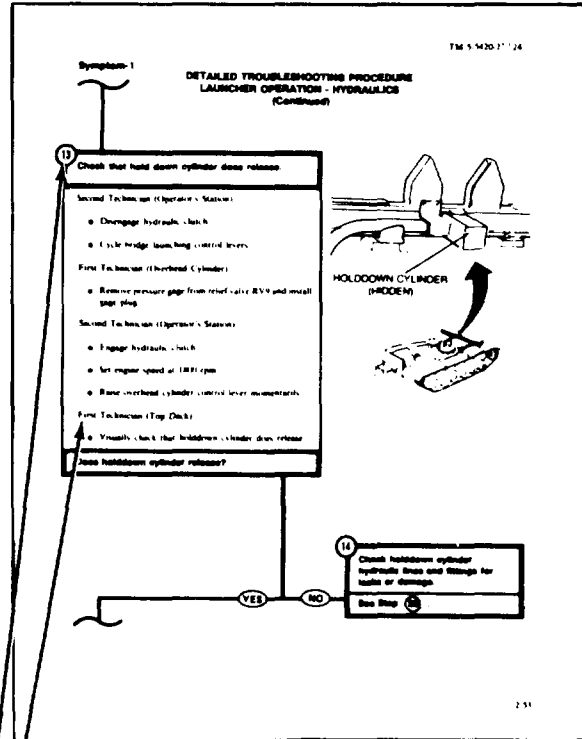 TM 5-5420-
Symptom-1
DETAILED TROUBLESHOOTING PROCEDURE
LAUNCHER OPERATION - HYDRAULICS
(Continued)
13
Check that hold down cylinder does release.
Second Technician (Operator's Station)
• Disengage hydraulic clutch
• Cycle bridge launching control levers
First Technician (Overhead Cylinder)
• Remove pressure gage from relief valve RV9 and install
gage plug
Second Technician (Operator's Station)
• Engage hydraulic clutch
• Set engine speed at 1800 rpm
• Raise overhead cylinder control lever momentarily
First Technician (Top Deck)
• Visually check that holddown cylinder does release
Does holddown cylinder release?
HOLDDOWN CYLINDER
(HIDDEN)
14
Check holddown cylinder
hydraulic lines and fittings for
leaks or damage.
See Step
YES
NO
2-51